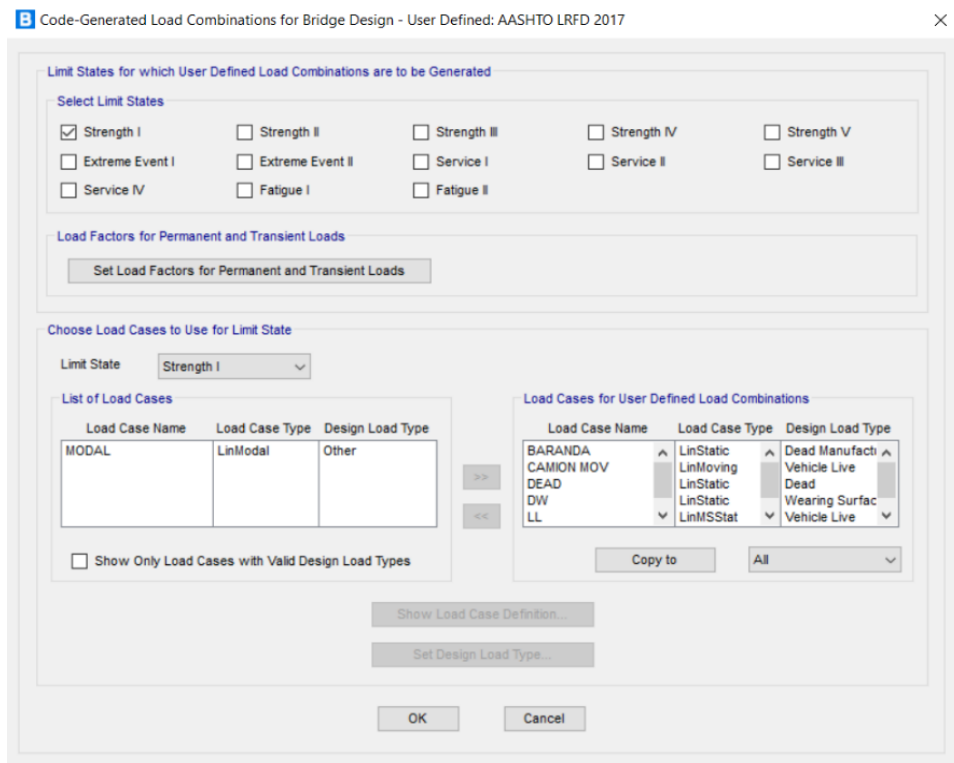 B Code-Generated Load Combinations for Bridge Design - User Defined: AASHTO LRFD 2017
Limit States for which User Defined Load Combinations are to be Generated
Select Limit States
Strength I Strength II Strength III Strength IV Strength V
Extreme Event I Extreme Event II Service I Service II Service III
Service IV Fatigue I Fatigue II
Load Factors for Permanent and Transient Loads
Set Load Factors for Permanent and Transient Loads
Choose Load Cases to Use for Limit State
Limit State Strength I
List of Load Cases
Load Case Name Load Case Type Design Load Type
MODAL LinModal Other
Show Only Load Cases with Valid Design Load Types
>>
<<
Load Cases for User Defined Load Combinations
Load Case Name Load Case Type Design Load Type
BARANDA LinStatic Dead Manufactu
CAMION MOV LinMoving Vehicle Live
DEAD LinStatic Dead
DW LinStatic Wearing Surfac
LL LinMSStat Vehicle Live
Copy to All
Show Load Case Definition...
Set Design Load Type...
OK Cancel